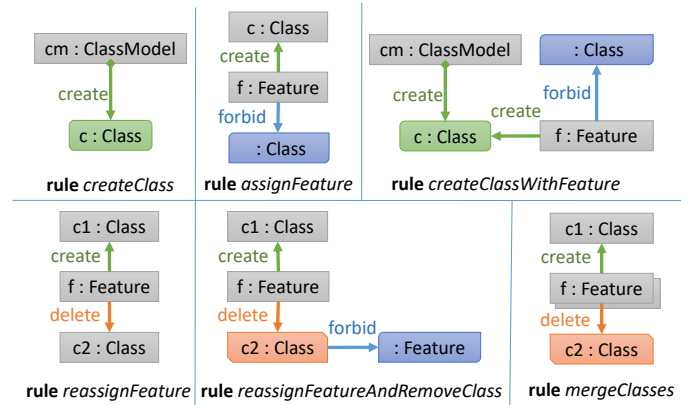 cm : ClassModel
create
c : Class
rule createClass
c : Class
create
f : Feature
forbid
: Class
rule assignFeature
cm : ClassModel
: Class
create
forbid
create
c : Class
f : Feature
rule createClassWithFeature
c1 : Class
create
f : Feature
delete
c2 : Class
rule reassignFeature
c1 : Class
create
f : Feature
delete
forbid
c2 : Class
: Feature
rule reassignFeatureAndRemoveClass
c1 : Class
create
f : Feature
delete
c2 : Class
rule mergeClasses